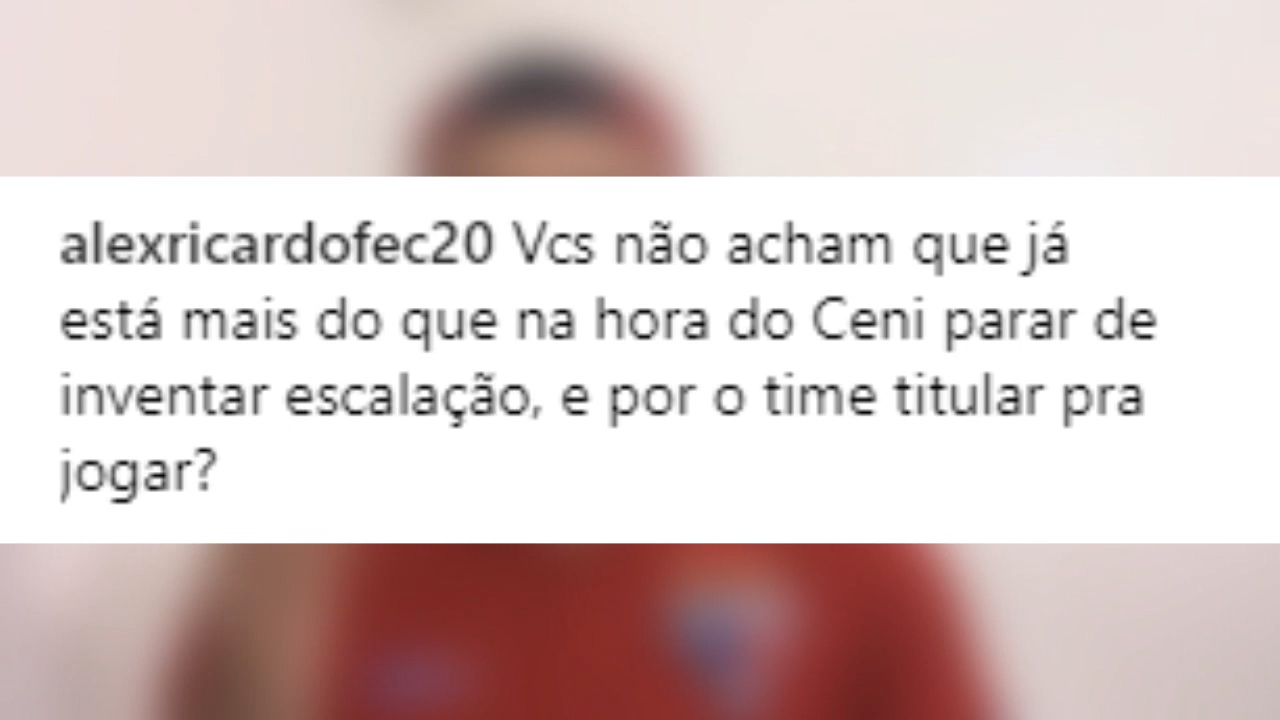 alexricardofec20 Vcs não acham que já
está mais do que na hora do Ceni parar de
inventar escalação, e por o time titular pra
jogar?